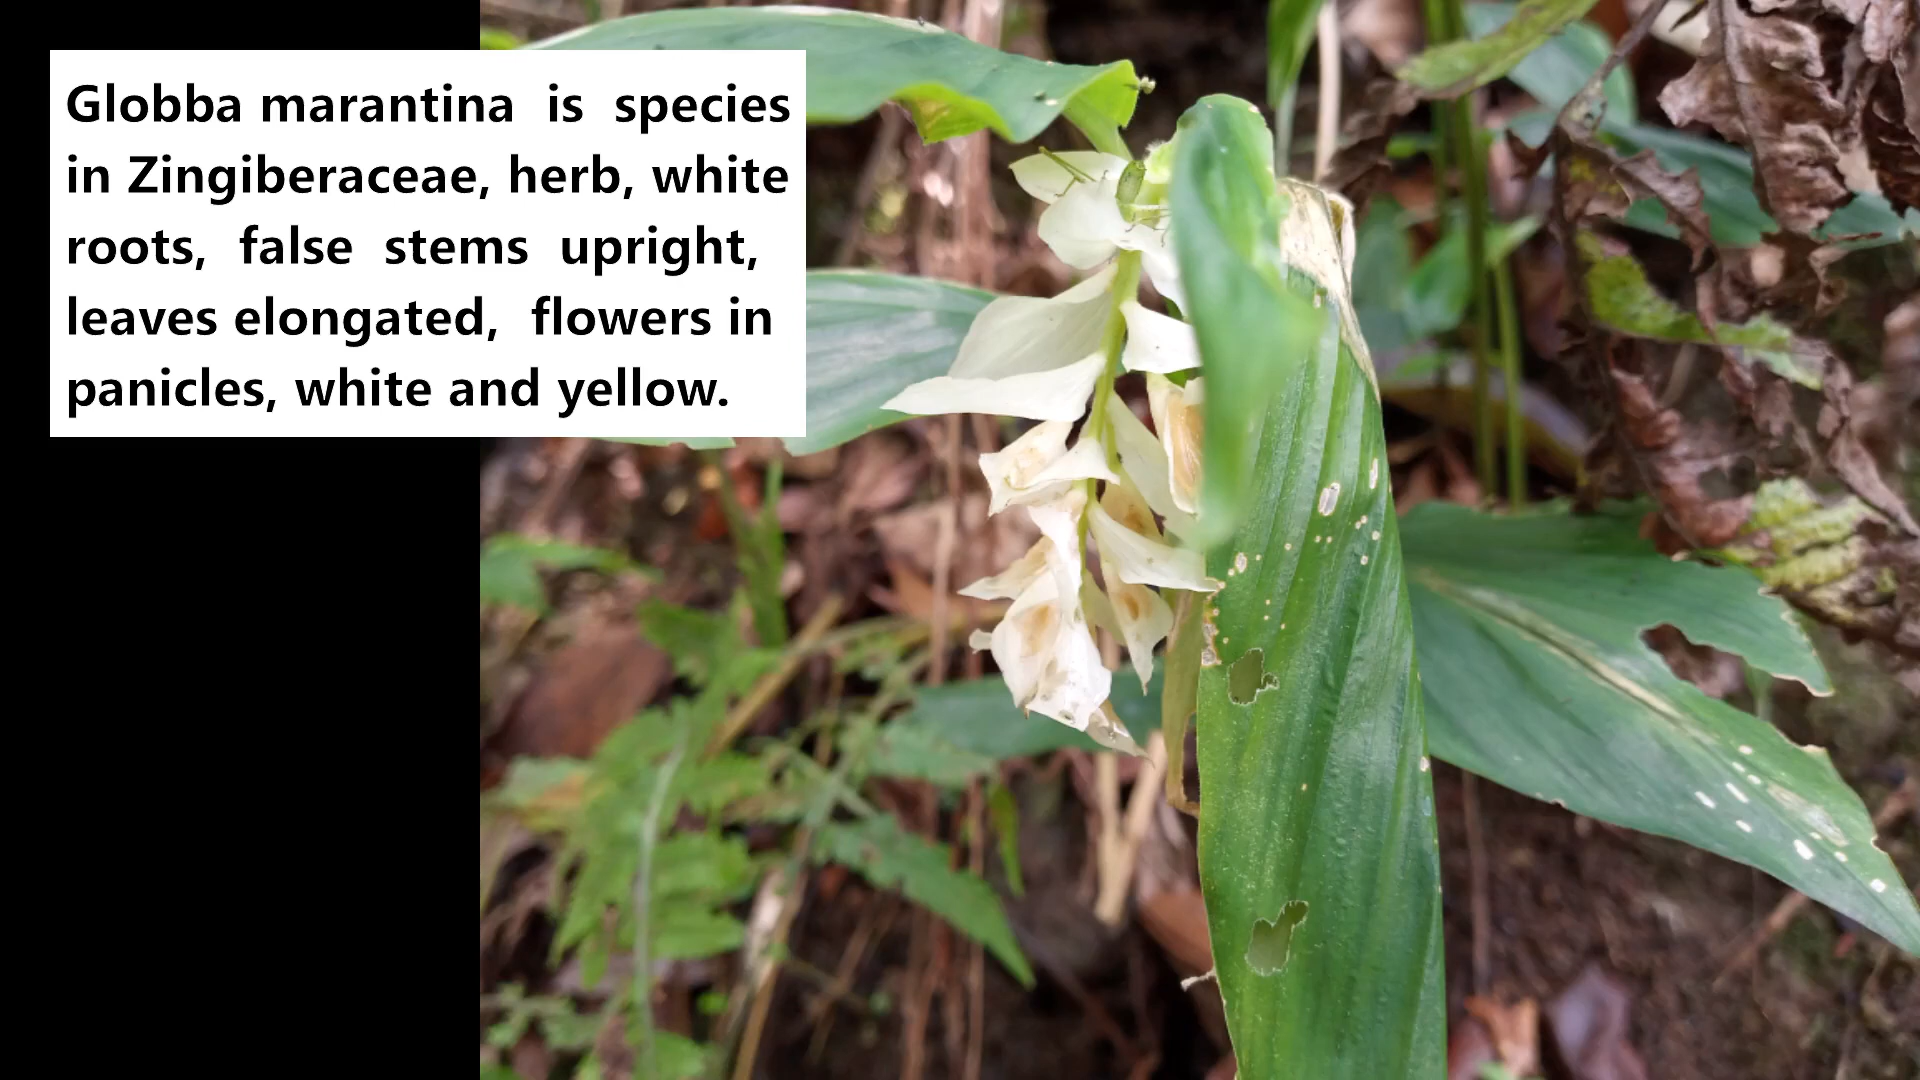 Globba marantina is species
in Zingiberaceae, herb, white
roots, false stems upright,
leaves elongated, flowers in
panicles, white and yellow.